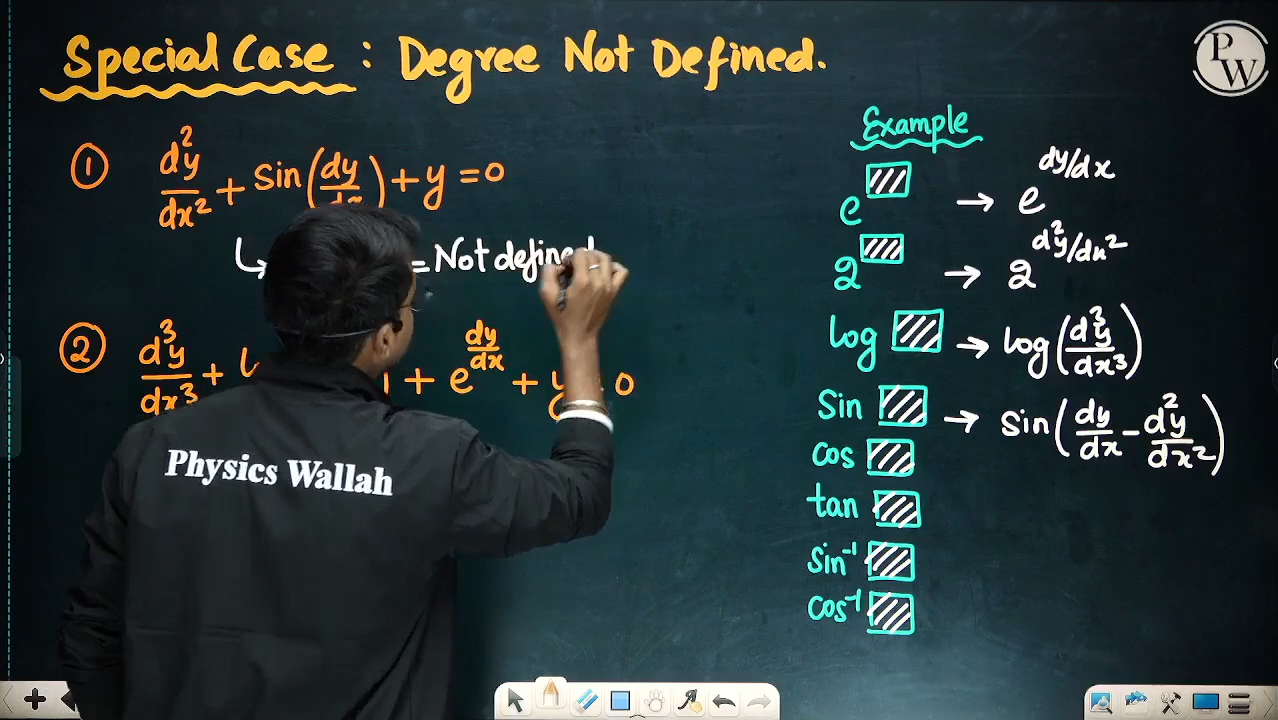 Special Case : Degree Not Defined.
① d²y/dx² + sin(dy/dx) + y = 0
↳ = Not defined
② d³y/dx³ + + e^(dy/dx) + y = 0
Example
e^▨ → e^(dy/dx)
2^▨ → 2^(d²y/dx²)
log ▨ → log(d³y/dx³)
sin ▨ → sin(dy/dx - d²y/dx²)
cos ▨
tan ▨
sin⁻¹ ▨
cos⁻¹ ▨
Physics Wallah
PW